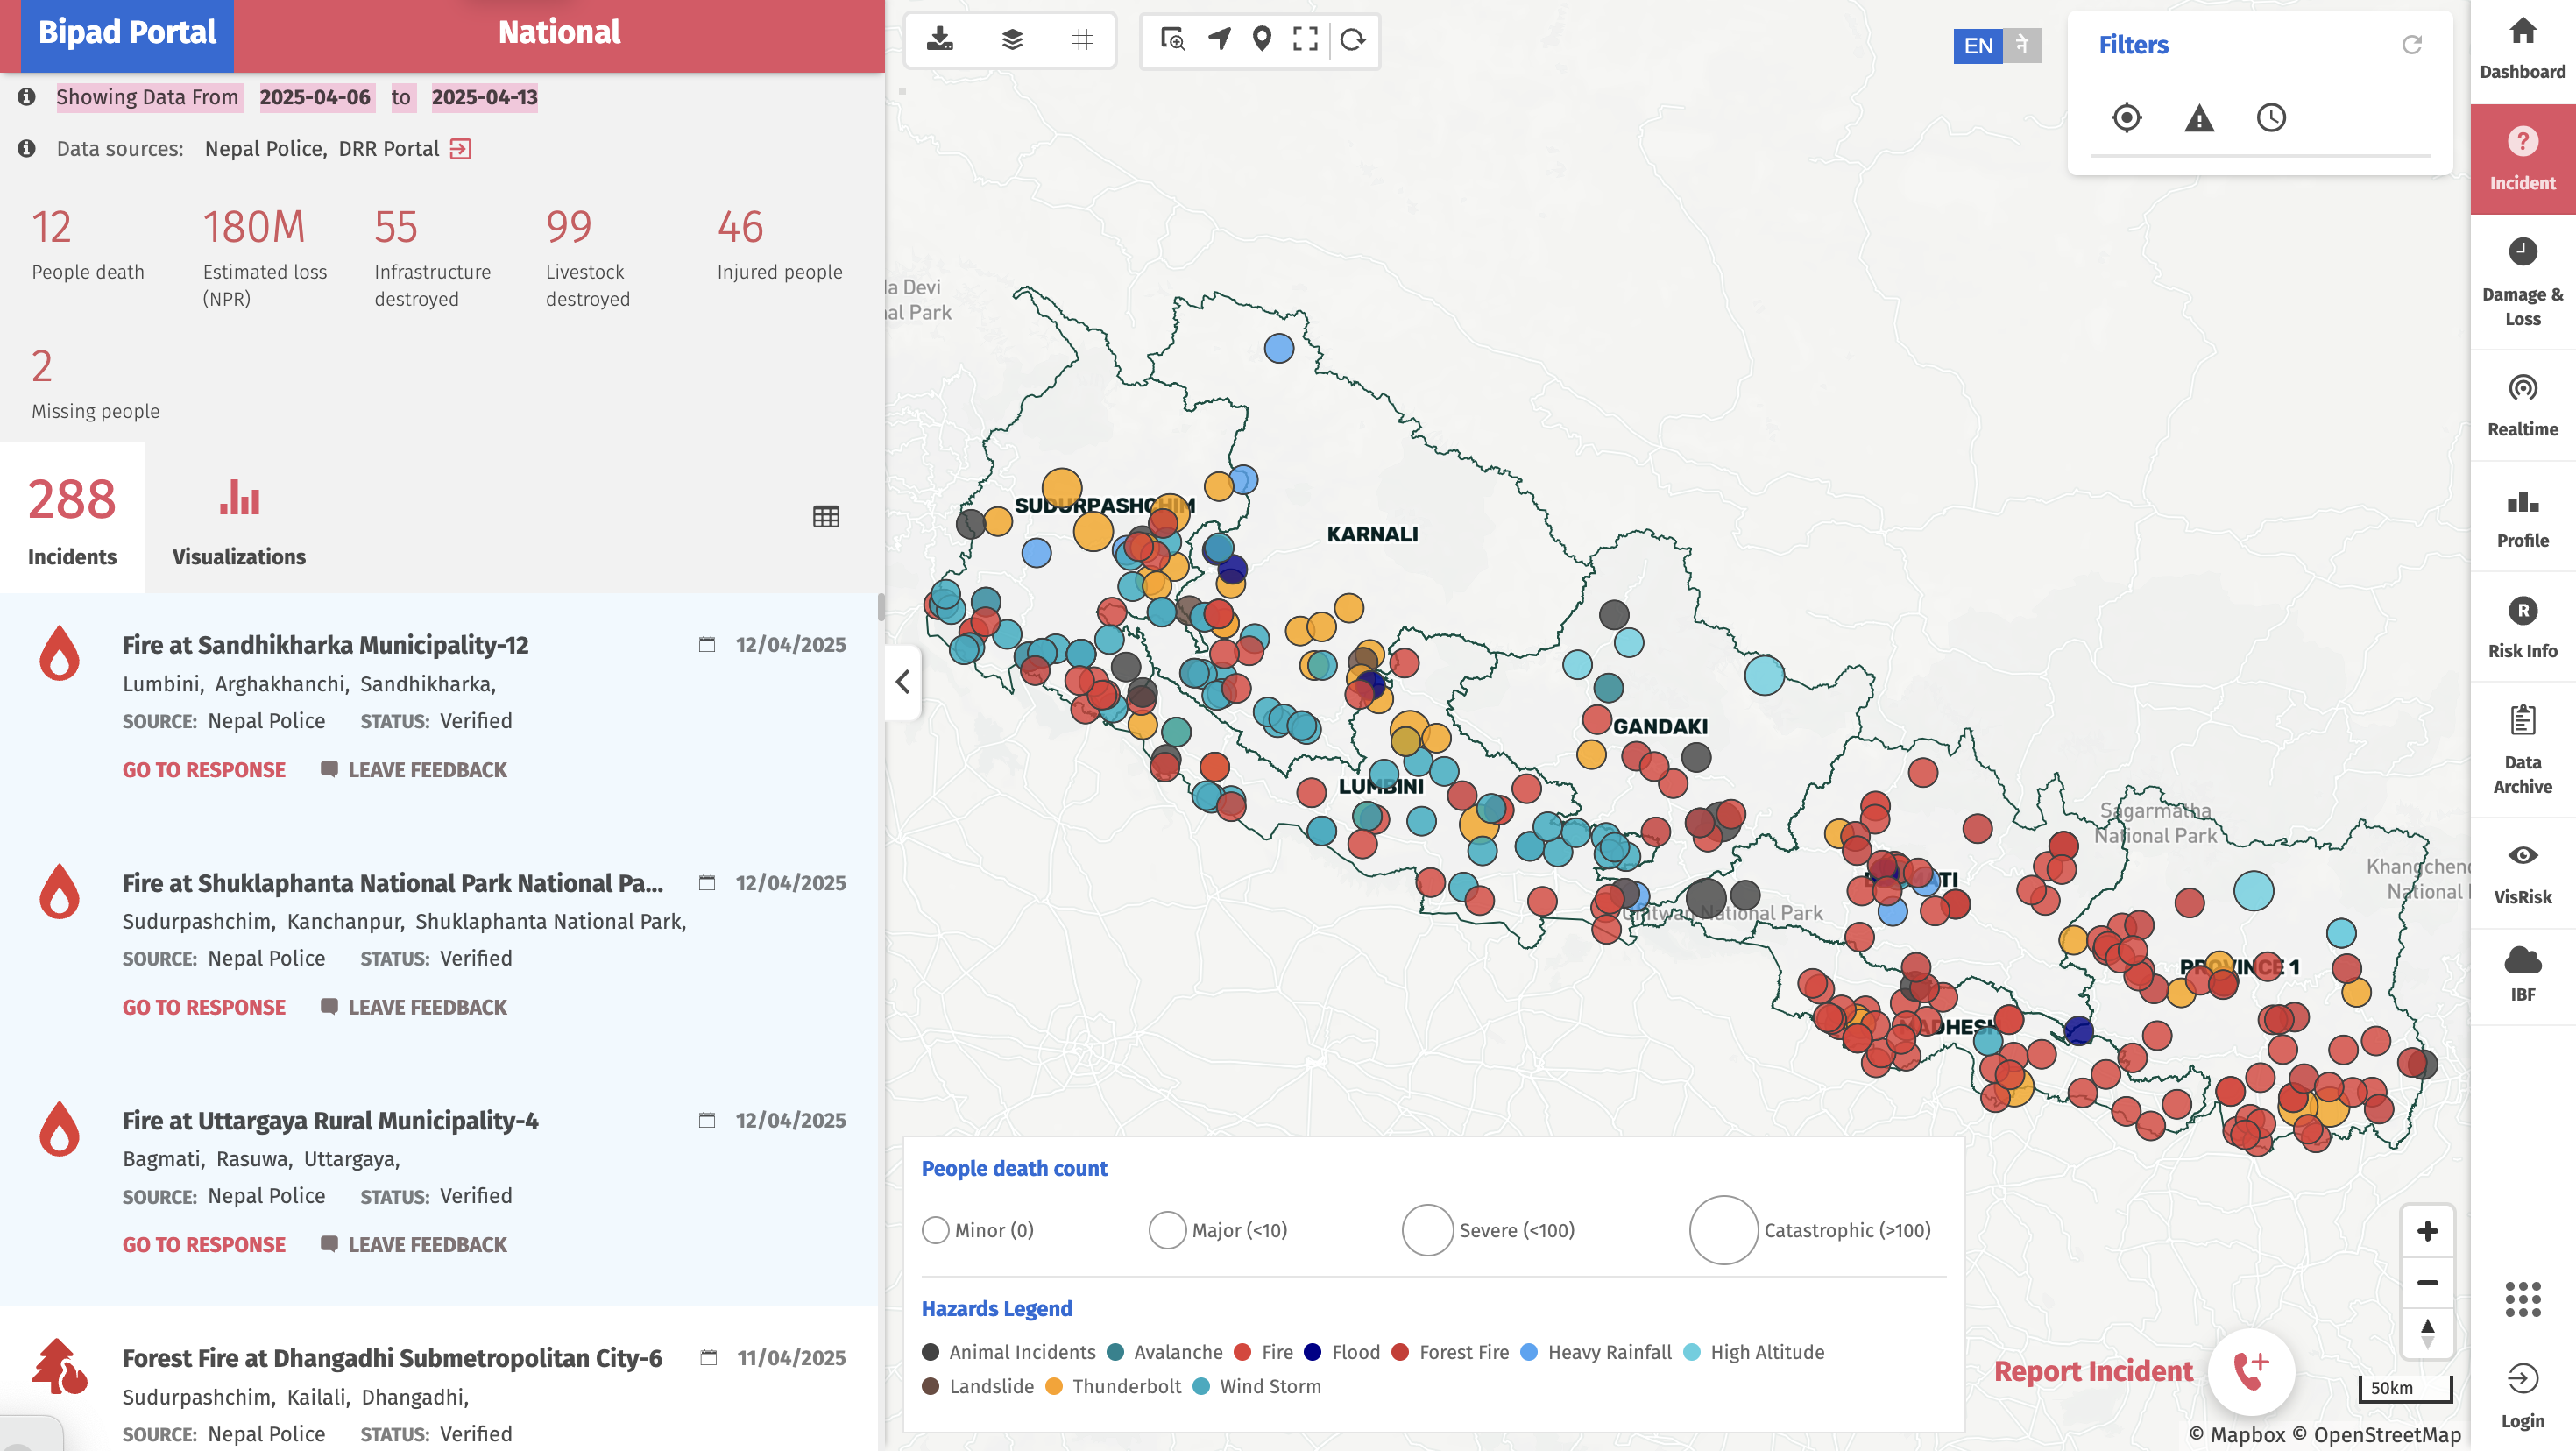 Bipad Portal
National
Showing Data From 2025-04-06 to 2025-04-13
Data sources: Nepal Police, DRR Portal
12
People death
180M
Estimated loss
(NPR)
55
Infrastructure
destroyed
99
Livestock
destroyed
46
Injured people
2
Missing people
288
Incidents
Visualizations
Fire at Sandhikharka Municipality-12 12/04/2025
Lumbini, Arghakhanchi, Sandhikharka,
SOURCE: Nepal Police STATUS: Verified
GO TO RESPONSE LEAVE FEEDBACK
Fire at Shuklaphanta National Park National Pa... 12/04/2025
Sudurpashchim, Kanchanpur, Shuklaphanta National Park,
SOURCE: Nepal Police STATUS: Verified
GO TO RESPONSE LEAVE FEEDBACK
Fire at Uttargaya Rural Municipality-4 12/04/2025
Bagmati, Rasuwa, Uttargaya,
SOURCE: Nepal Police STATUS: Verified
GO TO RESPONSE LEAVE FEEDBACK
Forest Fire at Dhangadhi Submetropolitan City-6 11/04/2025
Sudurpashchim, Kailali, Dhangadhi,
SOURCE: Nepal Police STATUS: Verified
EN ने
Filters
da Devi
nal Park
SUDURPASHCHIM
KARNALI
GANDAKI
LUMBINI
Sagarmatha
National Park
Khangchen
National
National Park
PROVINCE 1
MADHESH
People death count
Minor (0) Major (<10) Severe (<100) Catastrophic (>100)
Hazards Legend
Animal Incidents Avalanche Fire Flood Forest Fire Heavy Rainfall High Altitude
Landslide Thunderbolt Wind Storm
Report Incident
50km
© Mapbox © OpenStreetMap
Dashboard
Incident
Damage &
Loss
Realtime
Profile
R
Risk Info
Data
Archive
VisRisk
IBF
Login